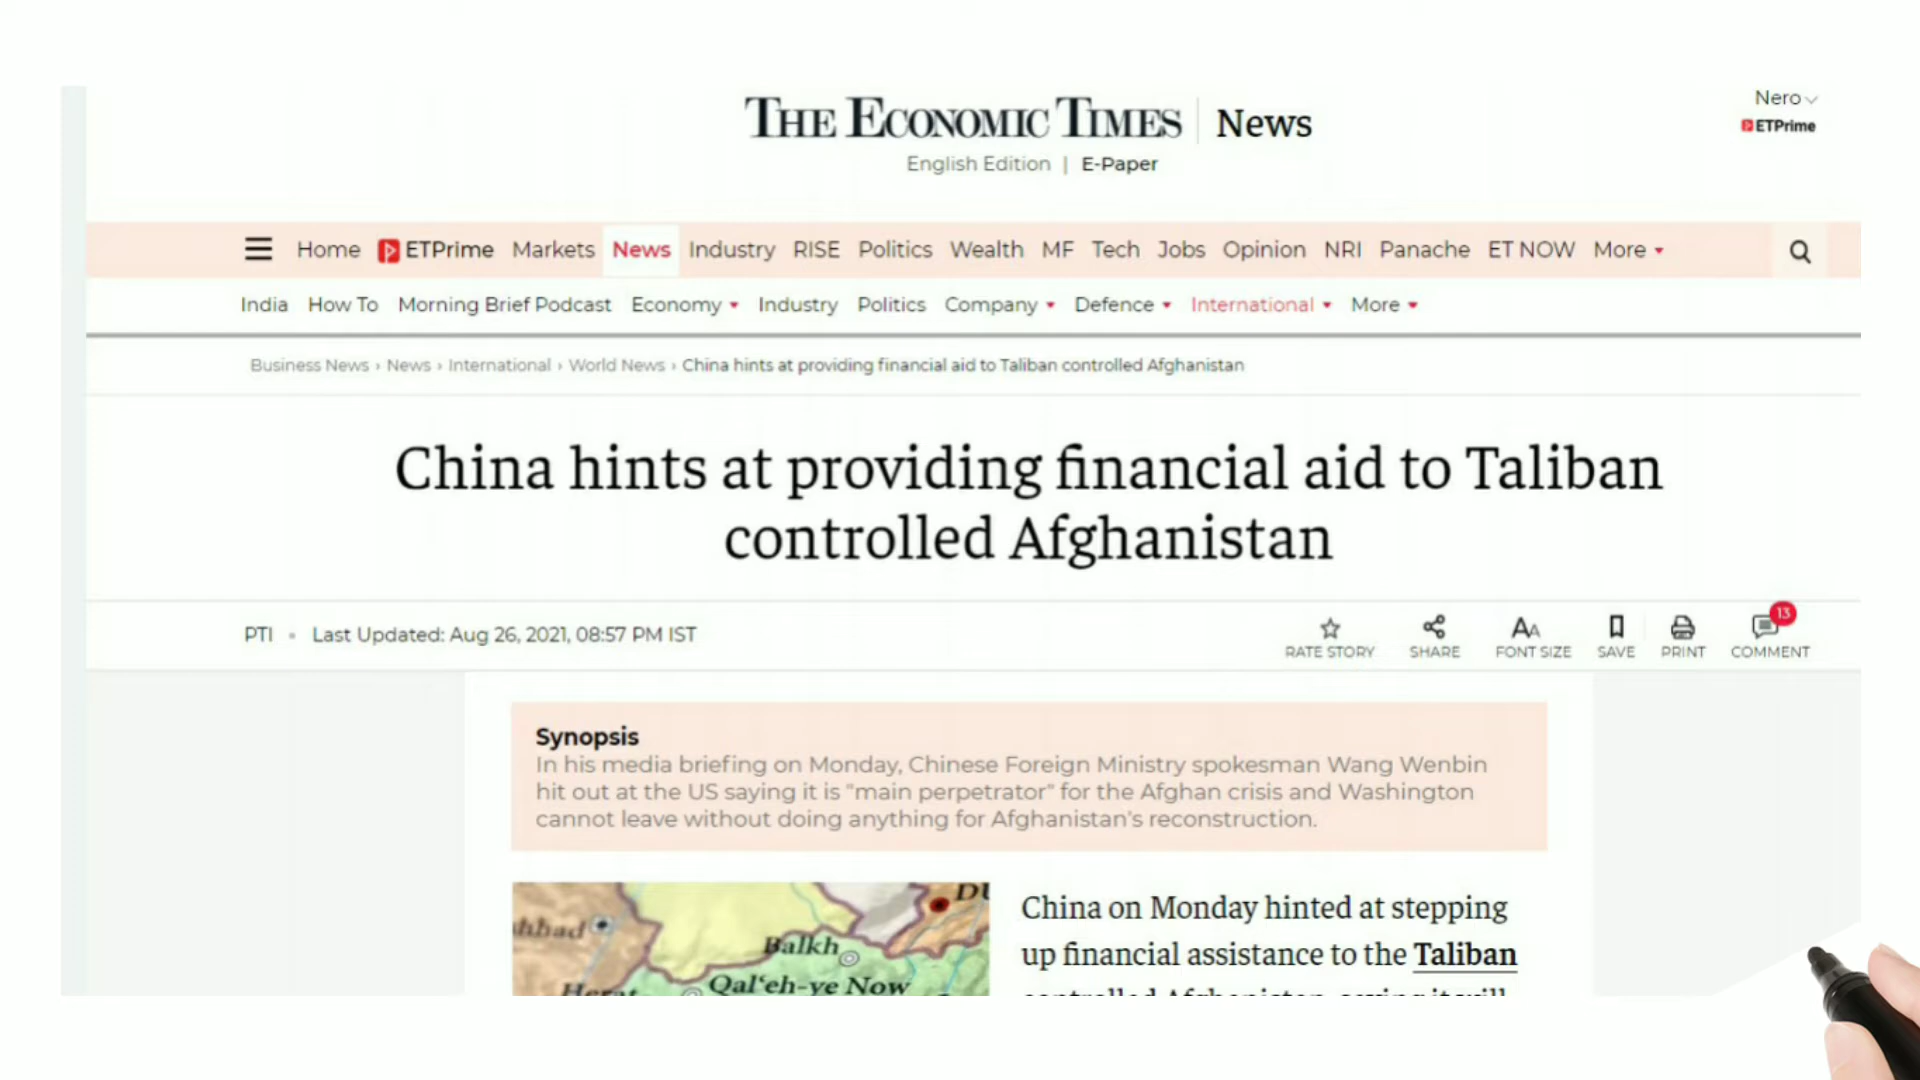 THE ECONOMIC TIMES | News
English Edition | E-Paper
Nero
ETPrime
Home ETPrime Markets News Industry RISE Politics Wealth MF Tech Jobs Opinion NRI Panache ET NOW More
India How To Morning Brief Podcast Economy Industry Politics Company Defence International More
Business News › News › International › World News › China hints at providing financial aid to Taliban controlled Afghanistan
China hints at providing financial aid to Taliban
controlled Afghanistan
PTI • Last Updated: Aug 26, 2021, 08:57 PM IST
RATE STORY SHARE FONT SIZE SAVE PRINT 13 COMMENT
Synopsis
In his media briefing on Monday, Chinese Foreign Ministry spokesman Wang Wenbin
hit out at the US saying it is "main perpetrator" for the Afghan crisis and Washington
cannot leave without doing anything for Afghanistan's reconstruction.
Balkh
Qal'eh-ye Now
China on Monday hinted at stepping
up financial assistance to the Taliban